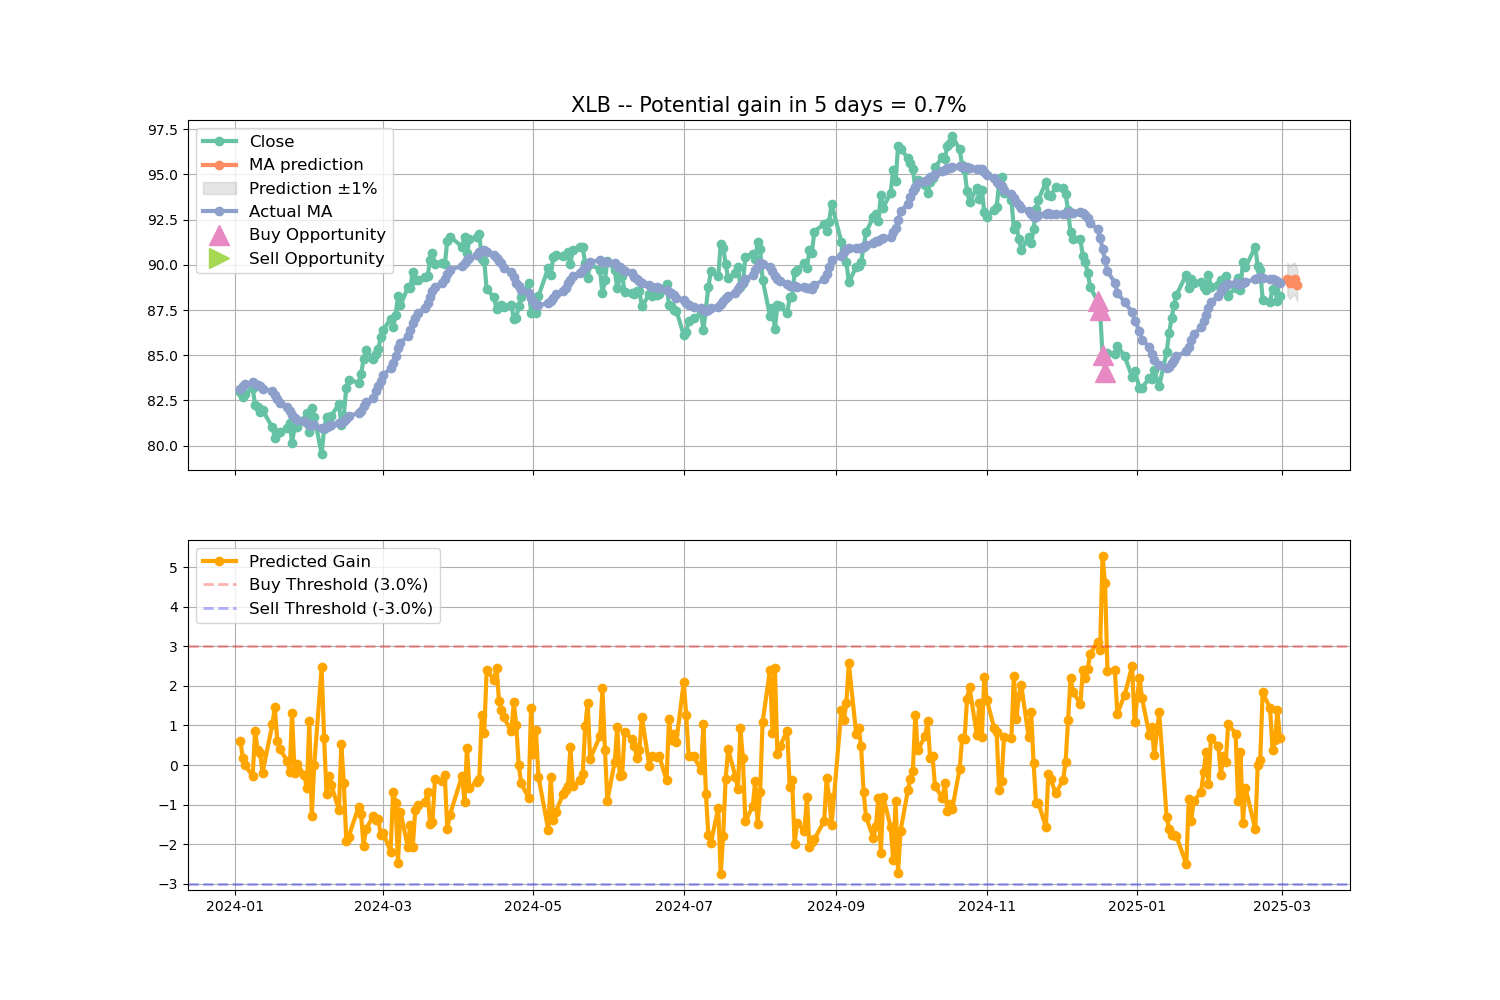 XLB -- Potential gain in 5 days = 0.7%
97.5
95.0
92.5
90.0
87.5
85.0
82.5
80.0
Close
MA prediction
Prediction ±1%
Actual MA
Buy Opportunity
Sell Opportunity
5
4
3
2
1
0
−1
−2
−3
Predicted Gain
Buy Threshold (3.0%)
Sell Threshold (-3.0%)
2024-01
2024-03
2024-05
2024-07
2024-09
2024-11
2025-01
2025-03